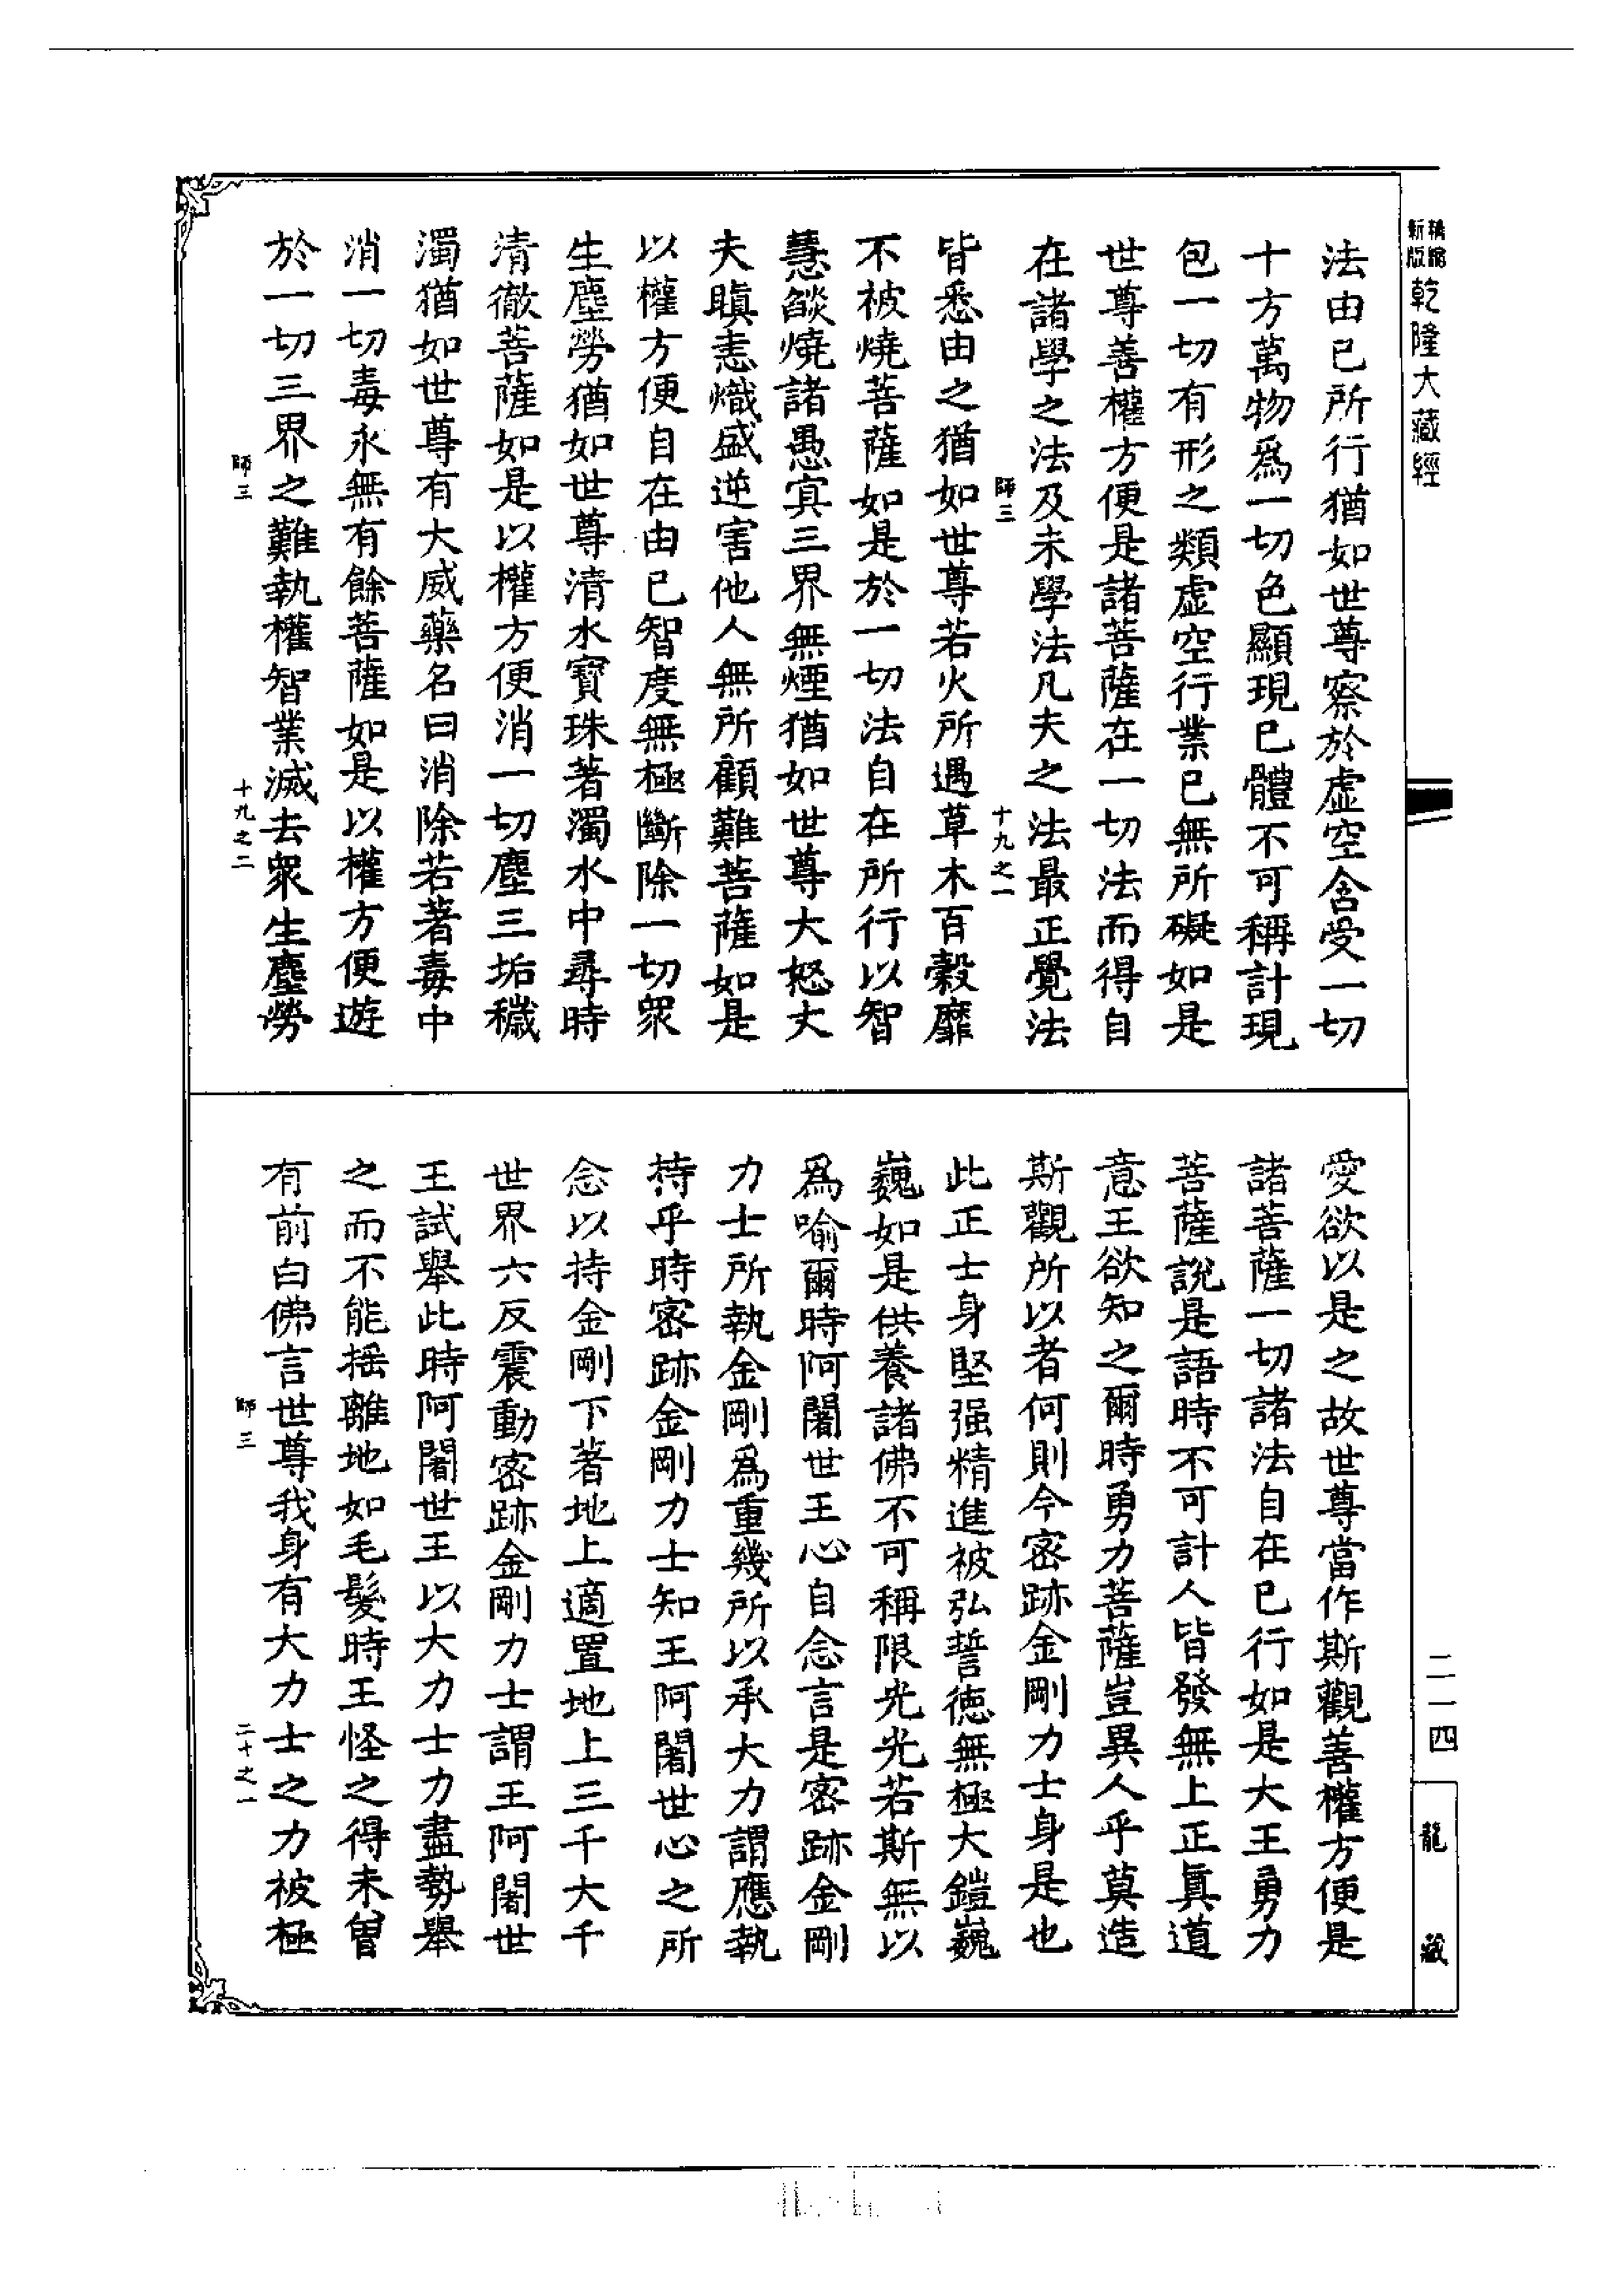 法由已所行猶如世尊察於虛空含受一切
十方萬物爲一切色顯現已體不可稱計現
包一切有形之類虛空行業已無所礙如是
世尊善權方便是諸菩薩在一切法而得自
在諸學之法及未學法凡夫之法最正覺法
師三
十九之一
皆悉由之猶如世尊若火所遇草木百穀靡
不被燒菩薩如是於一切法自在所行以智
慧燄燒諸愚冥三界無煙猶如世尊大怒丈
夫瞋恚熾盛逆害他人無所顧難菩薩如是
以權方便自在由已智度無極斷除一切衆
生塵勞猶如世尊清水寶珠著濁水中尋時
清徹菩薩如是以權方便消一切塵三垢穢
濁猶如世尊有大威藥名曰消除若著毒中
消一切毒永無有餘菩薩如是以權方便遊
於一切三界之難執權智業滅去衆生塵勞
師三
十九之二
愛欲以是之故世尊當作斯觀善權方便是
諸菩薩一切諸法自在已行如是大王勇力
菩薩說是語時不可計人皆發無上正真道
意王欲知之爾時勇力菩薩豈異人乎莫造
斯觀所以者何則今密跡金剛力士身是也
此正士身堅强精進被弘誓德無極大鎧巍
巍如是供養諸佛不可稱限光光若斯無以
爲喻爾時阿闍世王心自念言是密跡金剛
力士所執金剛爲重幾所以承大力謂應執
持乎時密跡金剛力士知王阿闍世心之所
念以持金剛下著地上適置地上三千大千
世界六反震動密跡金剛力士謂王阿闍世
王試舉此時阿闍世王以大力士力盡勢舉
之而不能搖離地如毛髮時王怪之得未曾
有前白佛言世尊我身有大力士之力被極
師三
二十之一
新版
乾隆大藏經
二一四
龍藏